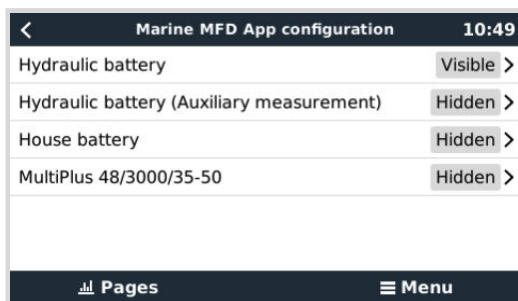 Marine MFD App configuration 10:49
Hydraulic battery Visible
Hydraulic battery (Auxiliary measurement) Hidden
House battery Hidden
MultiPlus 48/3000/35-50 Hidden
Pages Menu